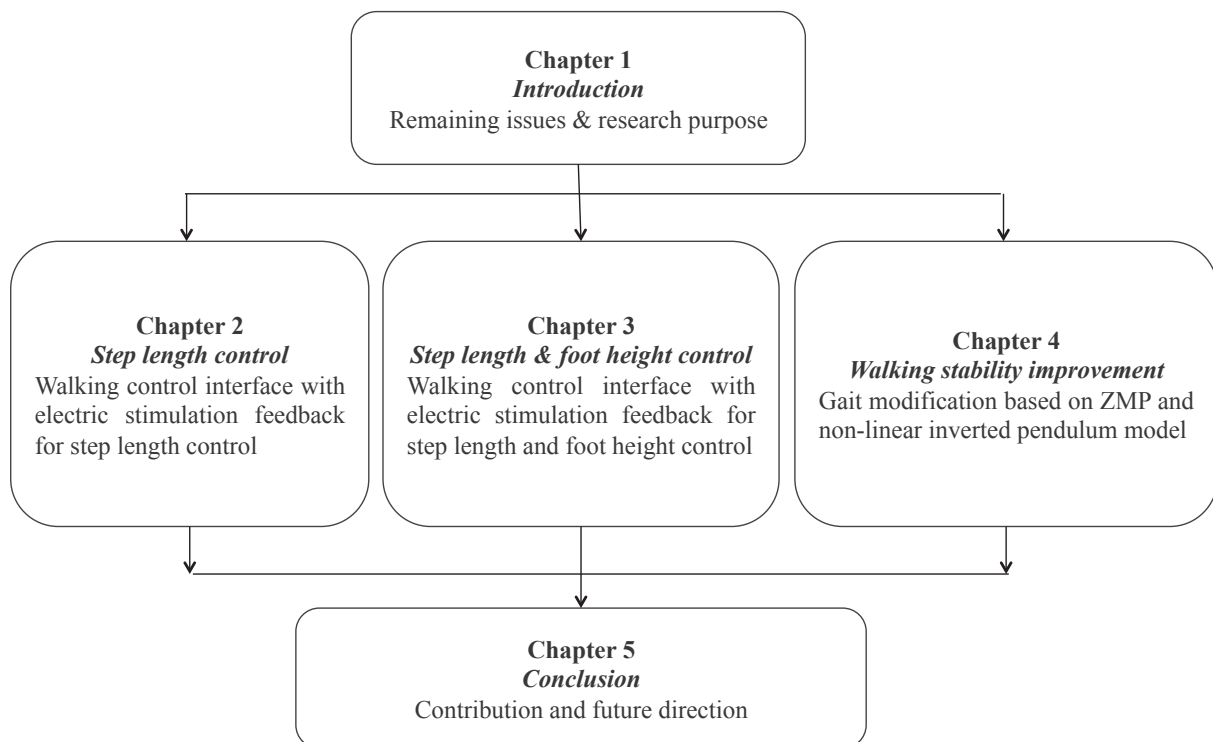 Chapter 1
Introduction
Remaining issues & research purpose
Chapter 2
Step length control
Walking control interface with
electric stimulation feedback
for step length control
Chapter 3
Step length & foot height control
Walking control interface with
electric stimulation feedback for
step length and foot height control
Chapter 4
Walking stability improvement
Gait modification based on ZMP and
non-linear inverted pendulum model
Chapter 5
Conclusion
Contribution and future direction